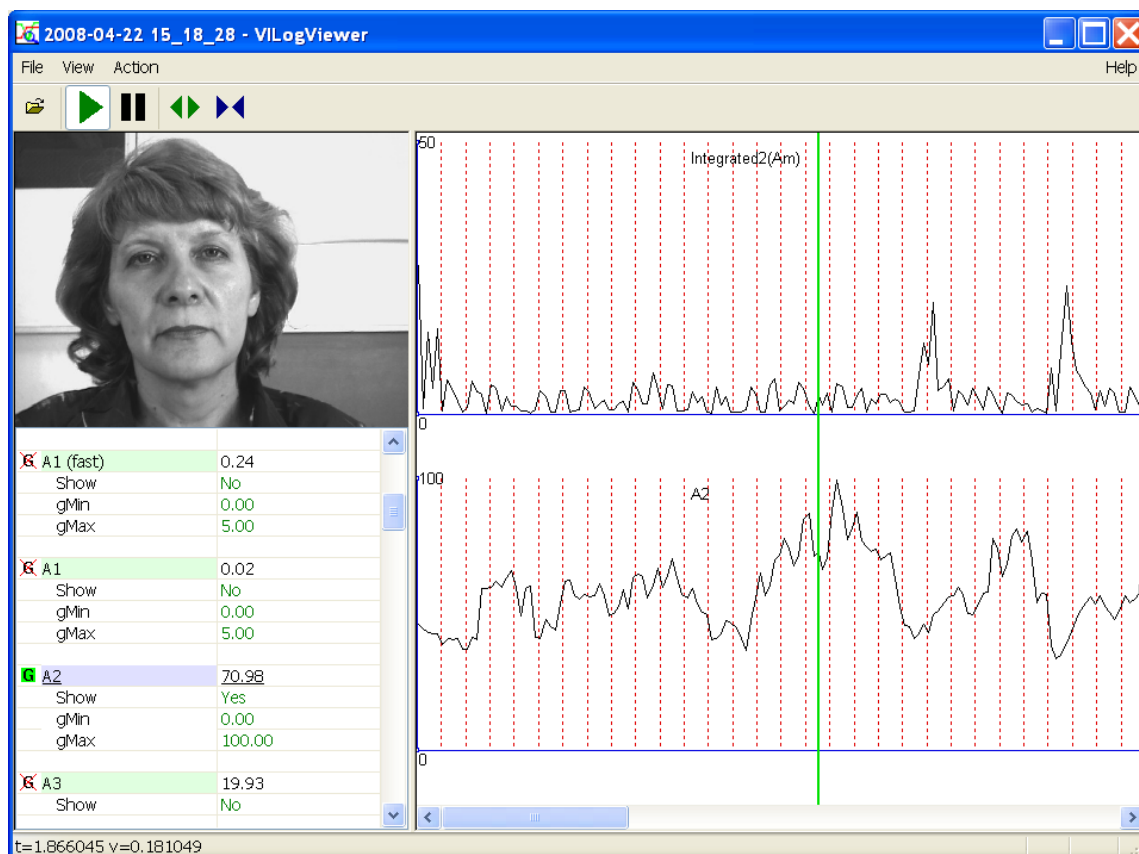 2008-04-22 15_18_28 - VILogViewer
File View Action Help
50
Integrated2(Am)
0
100
A2
0
G A1 (fast) 0.24
Show No
gMin 0.00
gMax 5.00
G A1 0.02
Show No
gMin 0.00
gMax 5.00
G A2 70.98
Show Yes
gMin 0.00
gMax 100.00
G A3 19.93
Show No
t=1.866045 v=0.181049